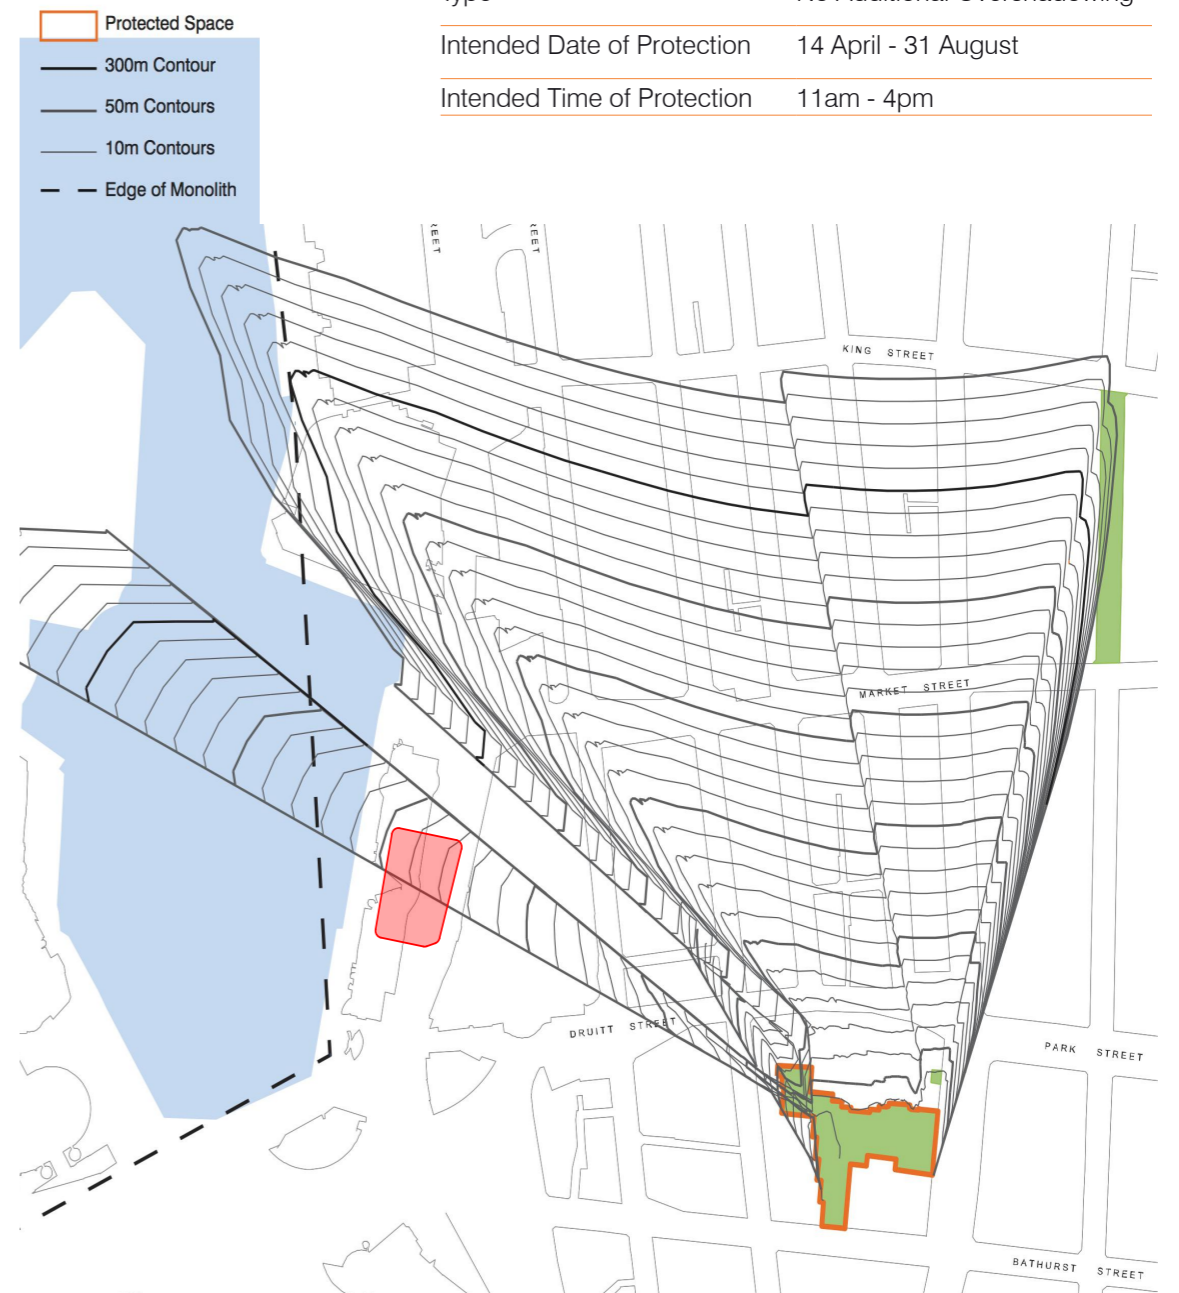 Protected Space
300m Contour
50m Contours
10m Contours
Edge of Monolith
Intended Date of Protection 14 April - 31 August
Intended Time of Protection 11am - 4pm
KING STREET
MARKET STREET
DRUITT STREET
PARK STREET
BATHURST STREET